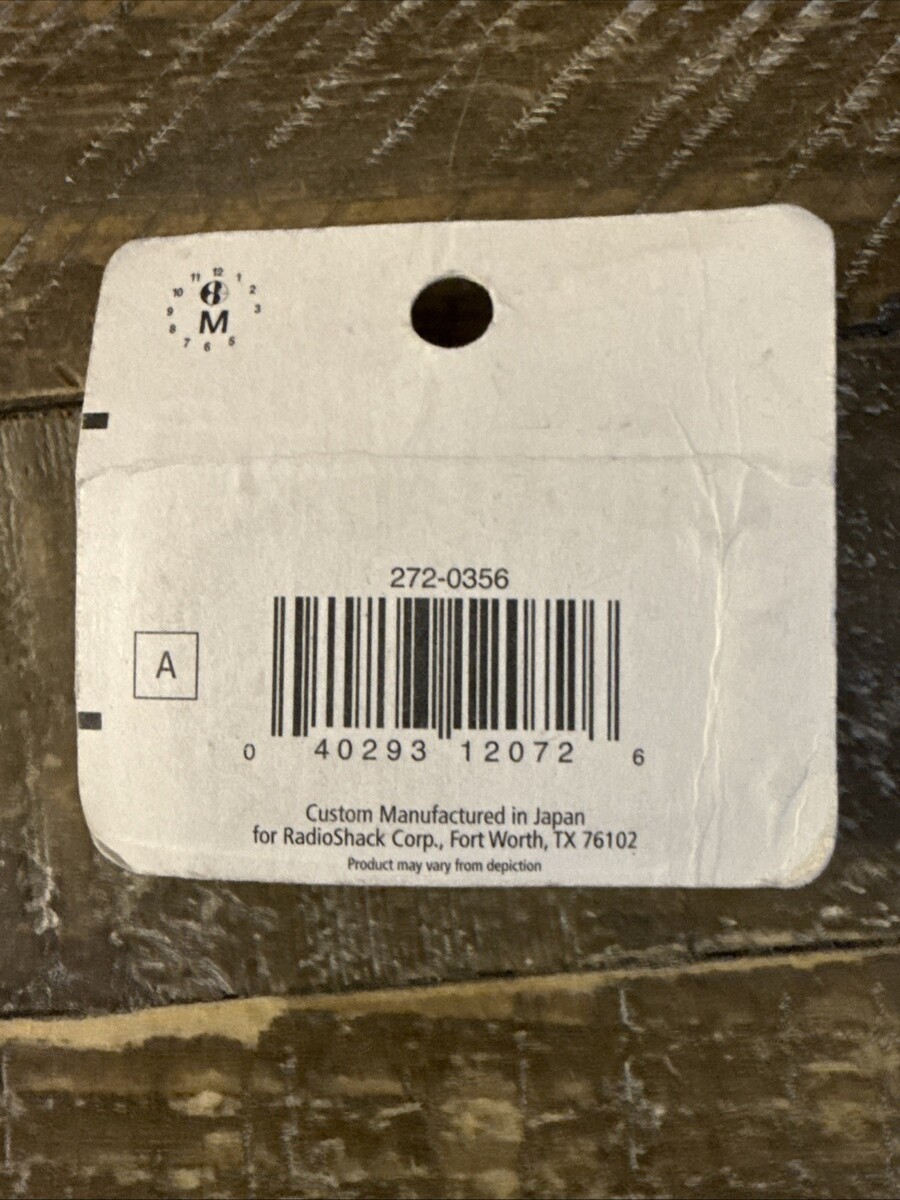 11 12 1
10 2
9 M 3
8
7 6 5
272-0356
A
0 40293 12072 6
Custom Manufactured in Japan
for RadioShack Corp., Fort Worth, TX 76102
Product may vary from depiction